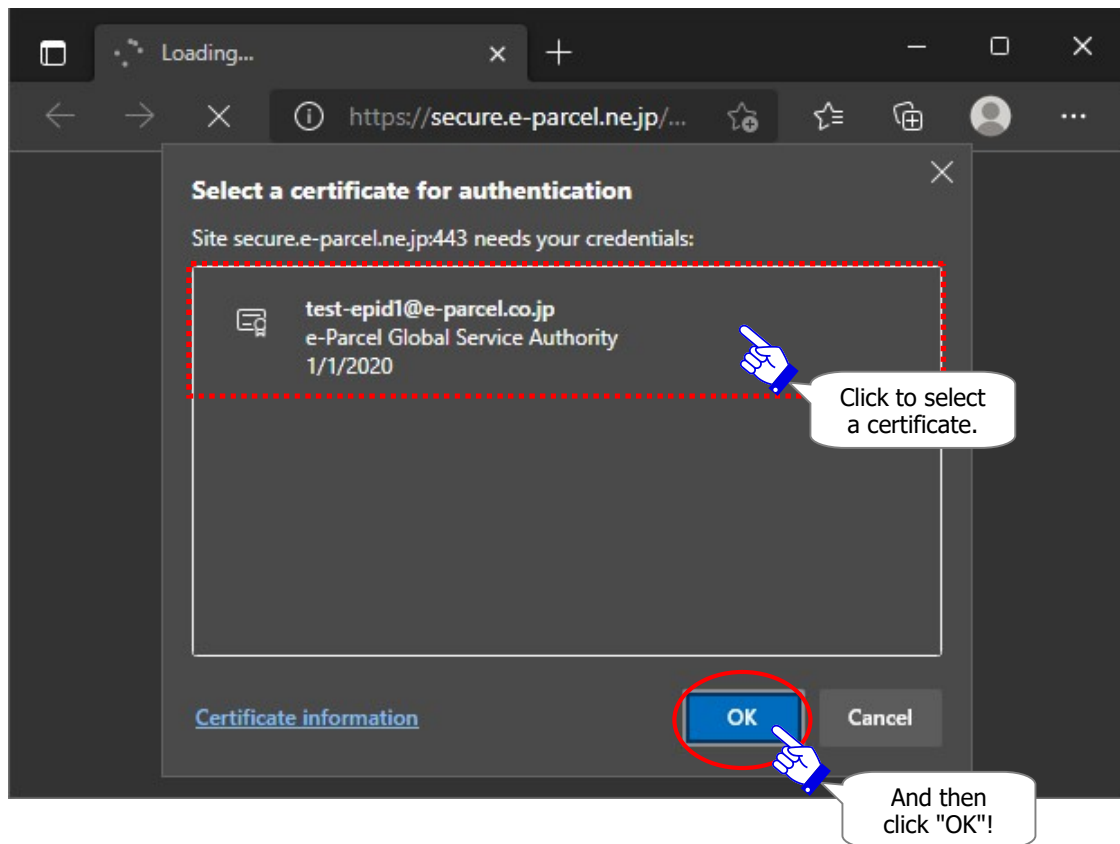 Loading...
https://secure.e-parcel.ne.jp/...
Select a certificate for authentication
Site secure.e-parcel.ne.jp:443 needs your credentials:
test-epid1@e-parcel.co.jp
e-Parcel Global Service Authority
1/1/2020
Click to select
a certificate.
Certificate information
OK
Cancel
And then
click "OK"!